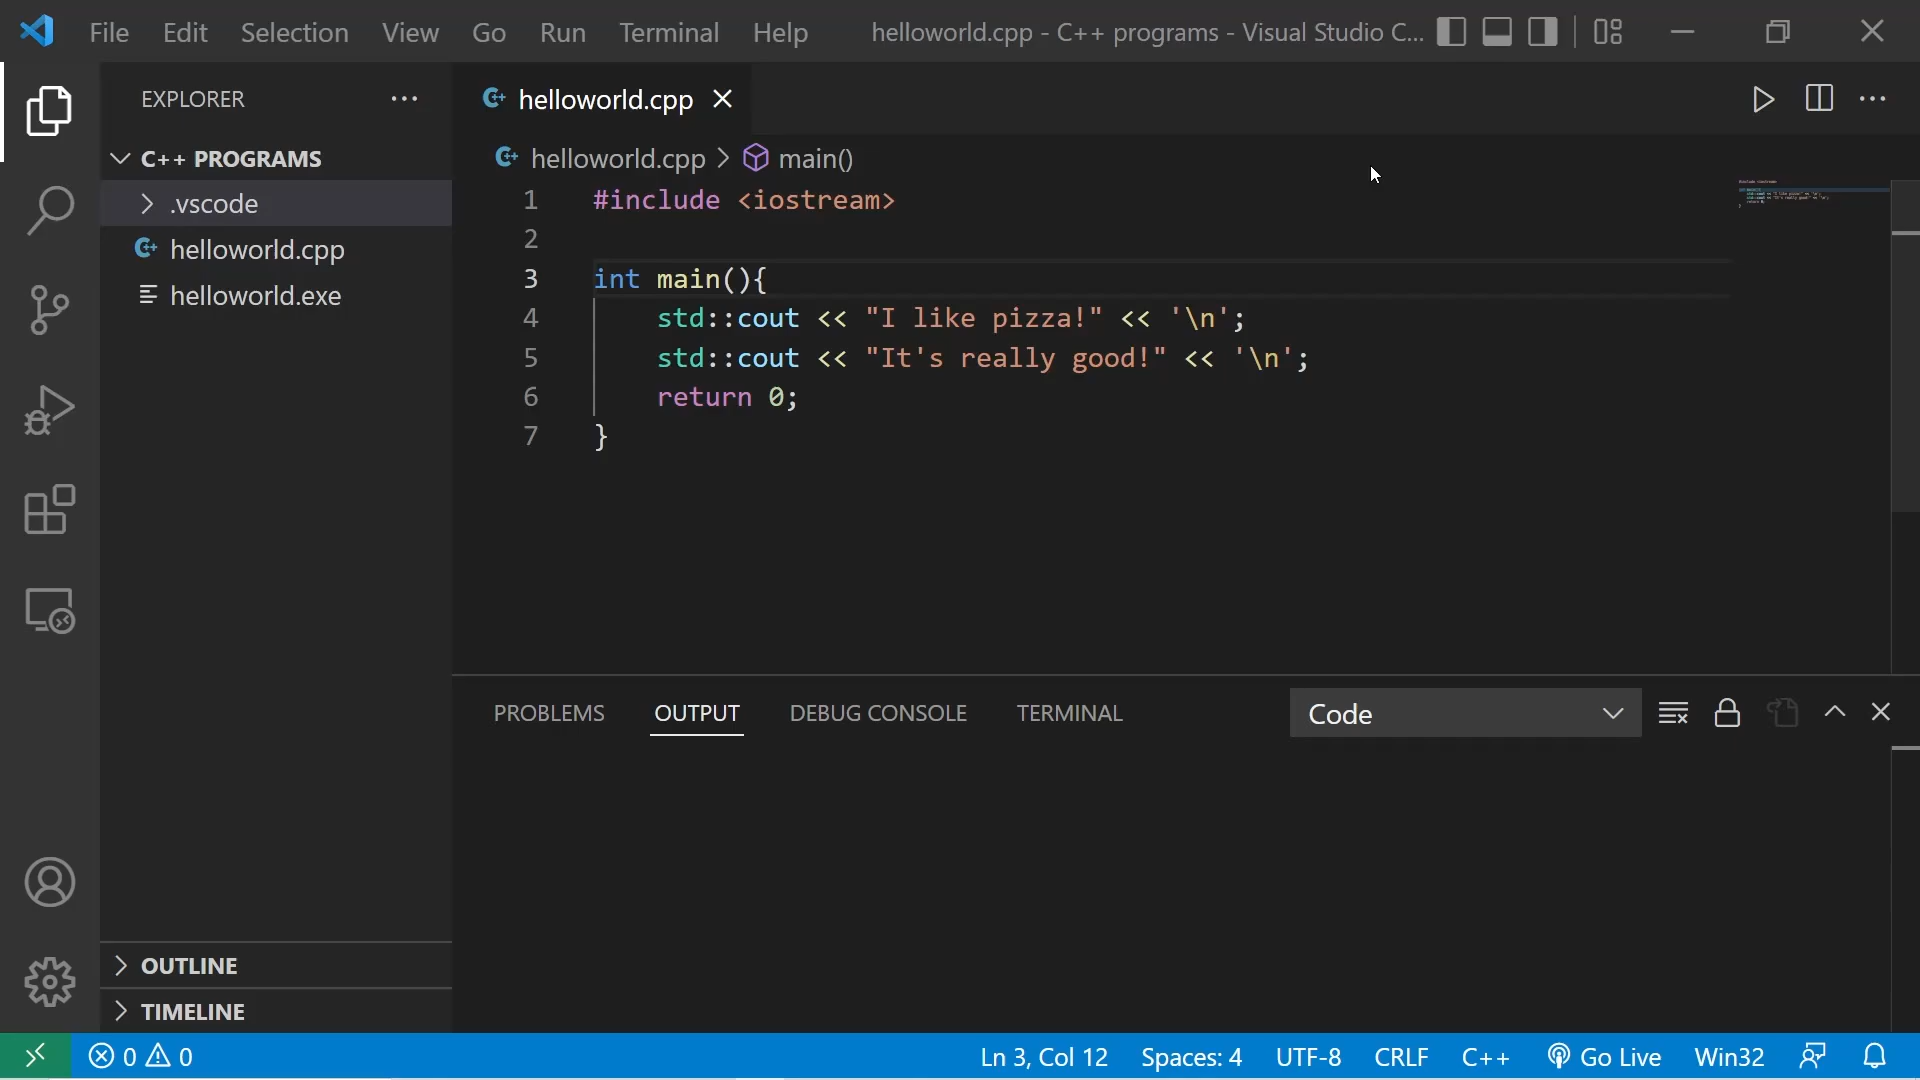 File Edit Selection View Go Run Terminal Help helloworld.cpp - C++ programs - Visual Studio C...
EXPLORER
helloworld.cpp
C++ PROGRAMS
.vscode
helloworld.cpp
helloworld.exe
OUTLINE
TIMELINE
helloworld.cpp > main()
1 #include <iostream>
2
3 int main(){
4     std::cout << "I like pizza!" << '\n';
5     std::cout << "It's really good!" << '\n';
6     return 0;
7 }
PROBLEMS OUTPUT DEBUG CONSOLE TERMINAL Code
0 0 Ln 3, Col 12 Spaces: 4 UTF-8 CRLF C++ Go Live Win32